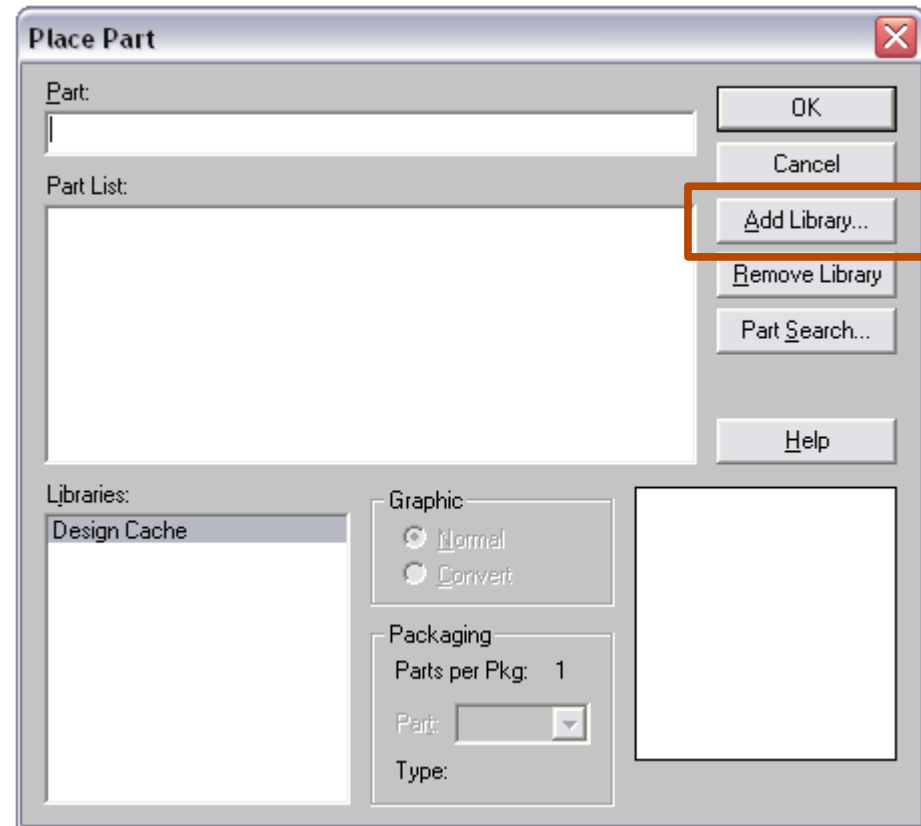 Place Part
Part:
OK
Cancel
Part List:
Add Library...
Remove Library
Part Search...
Help
Libraries:
Design Cache
Graphic
Normal
Convert
Packaging
Parts per Pkg: 1
Part:
Type: